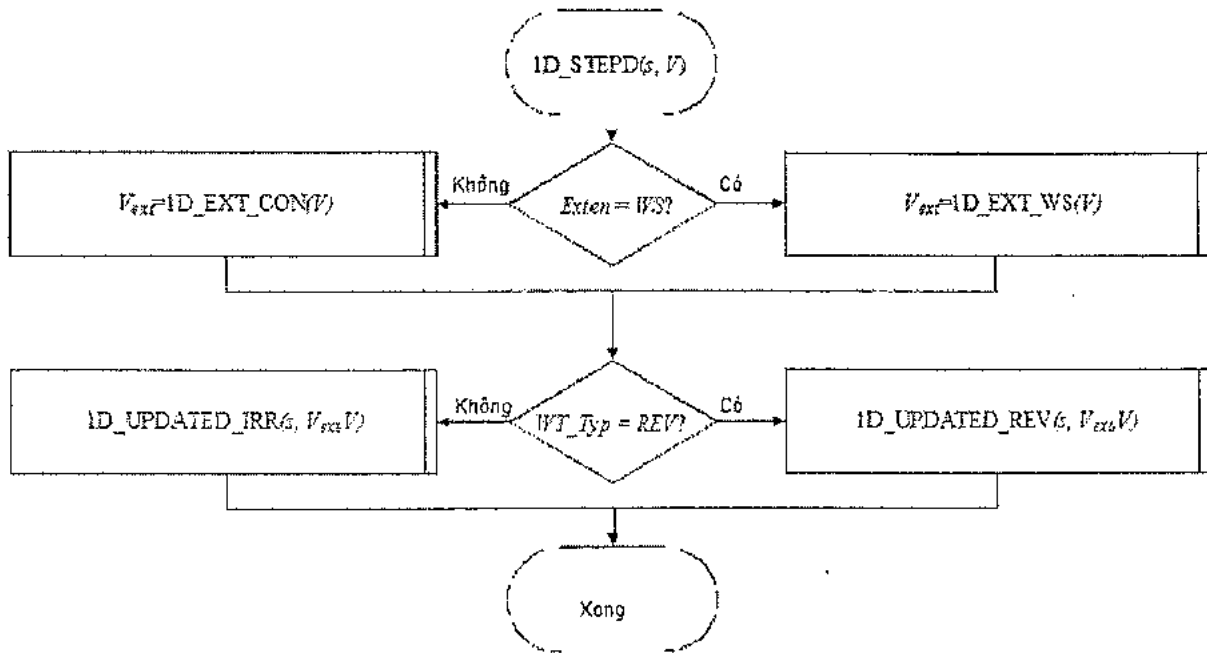 1D_STEPD(s, V)
Không
Có
V_ext=1D_EXT_CON(V)
Exten = WS?
V_ext=1D_EXT_WS(V)
Không
Có
1D_UPDATED_IRR(s, V_ext,V)
WT_Typ = REV?
1D_UPDATED_REV(s, V_ext,V)
Xong